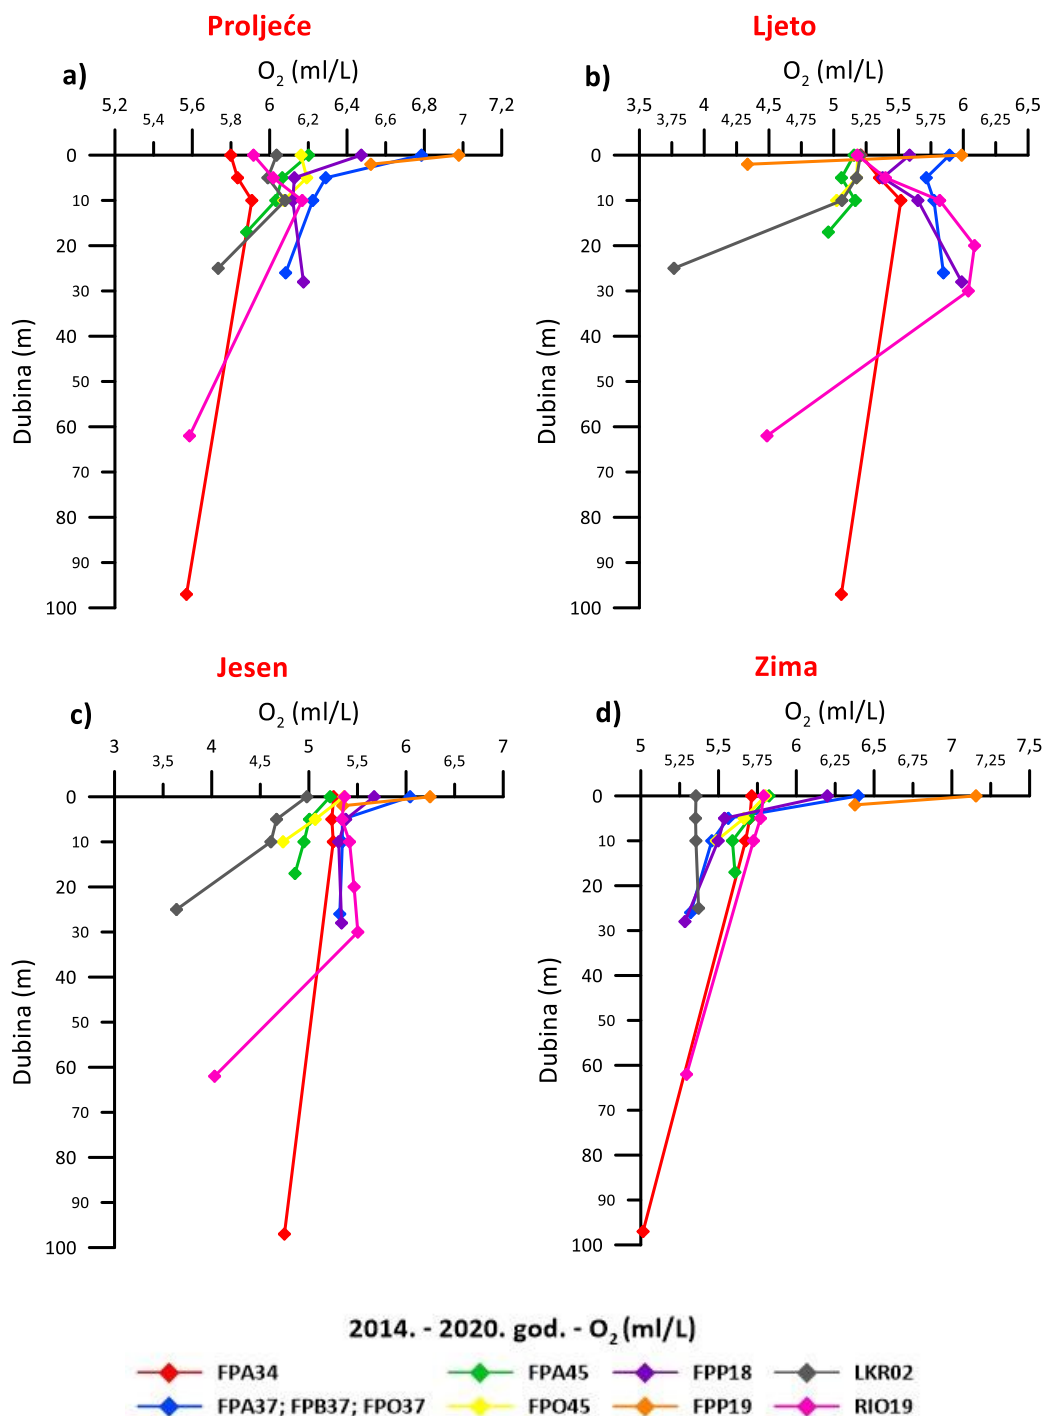 Proljeće
a)
O2 (ml/L)
5,2 5,6 6 6,4 6,8 7,2
5,4 5,8 6,2 6,6 7
0
10
20
30
40
50
60
70
80
90
100
Dubina (m)
Ljeto
b)
O2 (ml/L)
3,5 4 4,5 5 5,5 6 6,5
3,75 4,25 4,75 5,25 5,75 6,25
0
10
20
30
40
50
60
70
80
90
100
Dubina (m)
Jesen
c)
O2 (ml/L)
3 4 5 6 7
3,5 4,5 5,5 6,5
0
10
20
30
40
50
60
70
80
90
100
Dubina (m)
Zima
d)
O2 (ml/L)
5 5,5 6 6,5 7 7,5
5,25 5,75 6,25 6,75 7,25
0
10
20
30
40
50
60
70
80
90
100
Dubina (m)
2014. - 2020. god. - O2 (ml/L)
FPA34 FPA45 FPP18 LKR02
FPA37; FPB37; FPO37 FPO45 FPP19 RIO19